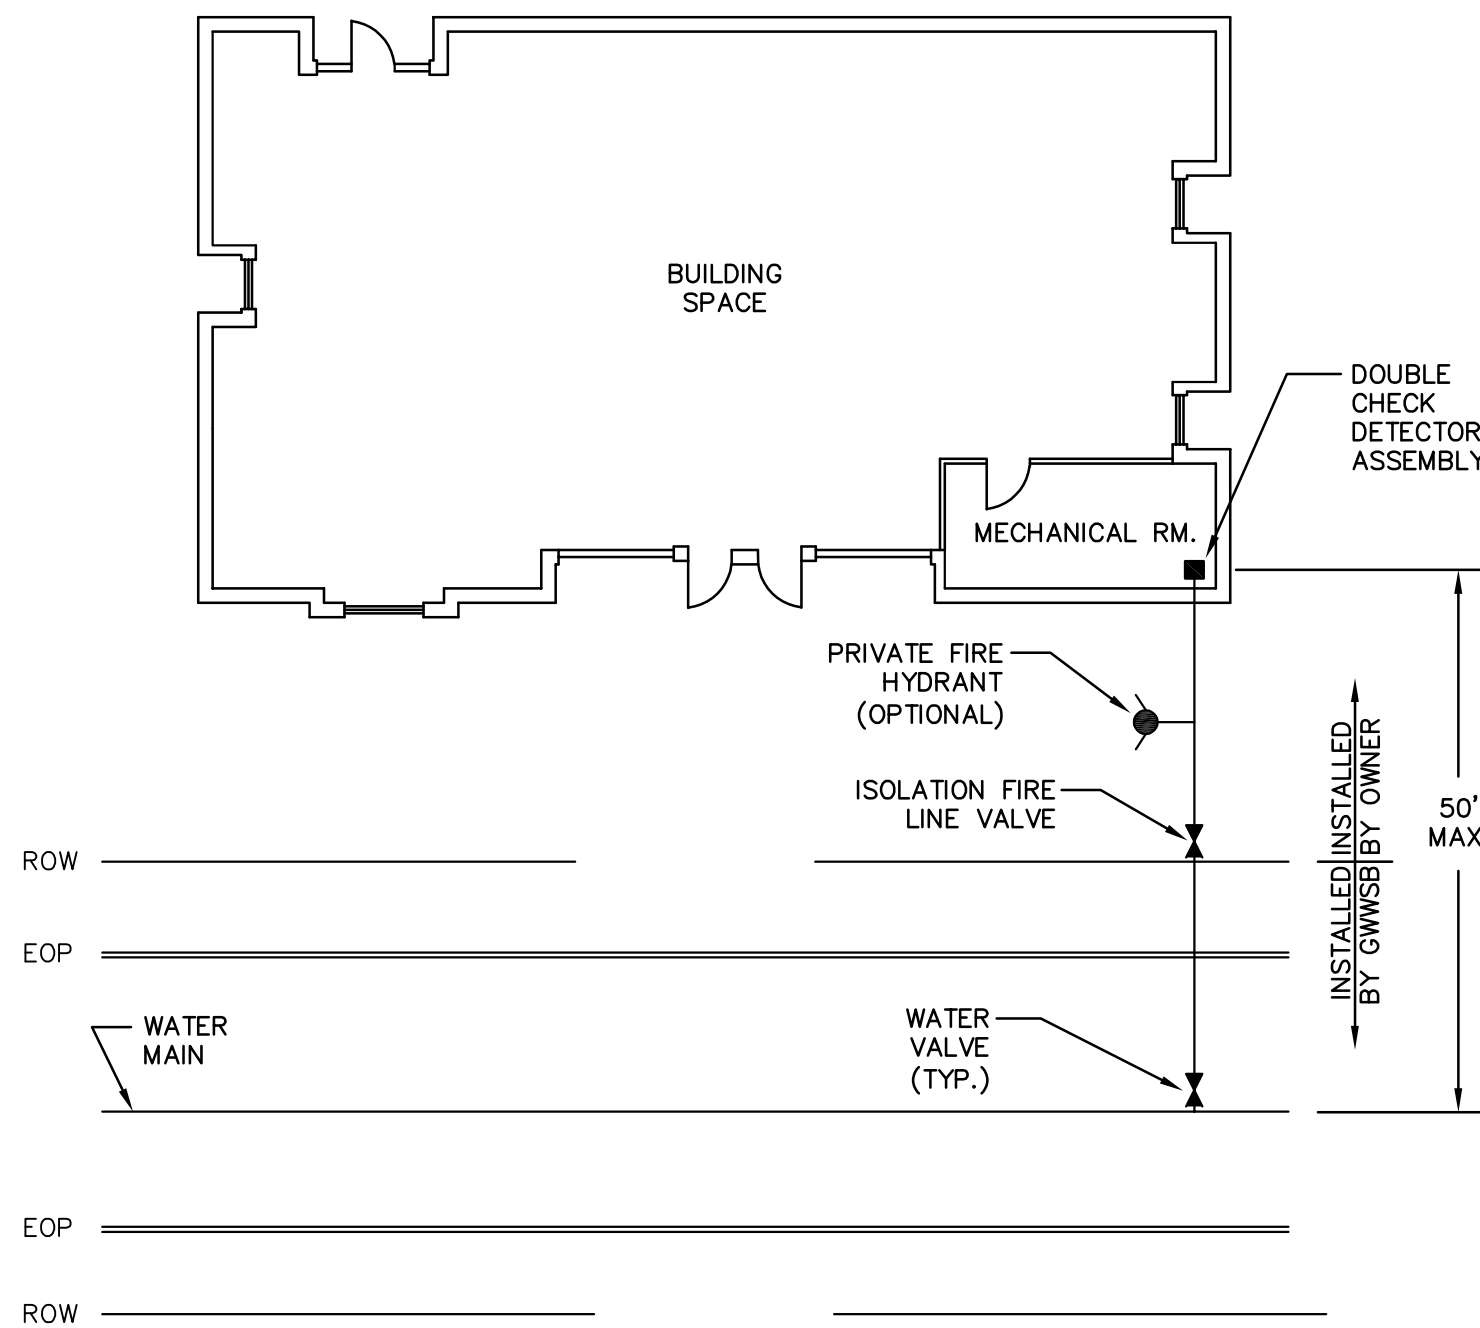 BUILDING
SPACE
DOUBLE
CHECK
DETECTOR
ASSEMBLY
MECHANICAL RM.
PRIVATE FIRE
HYDRANT
(OPTIONAL)
ISOLATION FIRE
LINE VALVE
INSTALLED
BY OWNER
50'
MAX
ROW
INSTALLED
BY GWWSB
EOP
WATER
MAIN
WATER
VALVE
(TYP.)
EOP
ROW